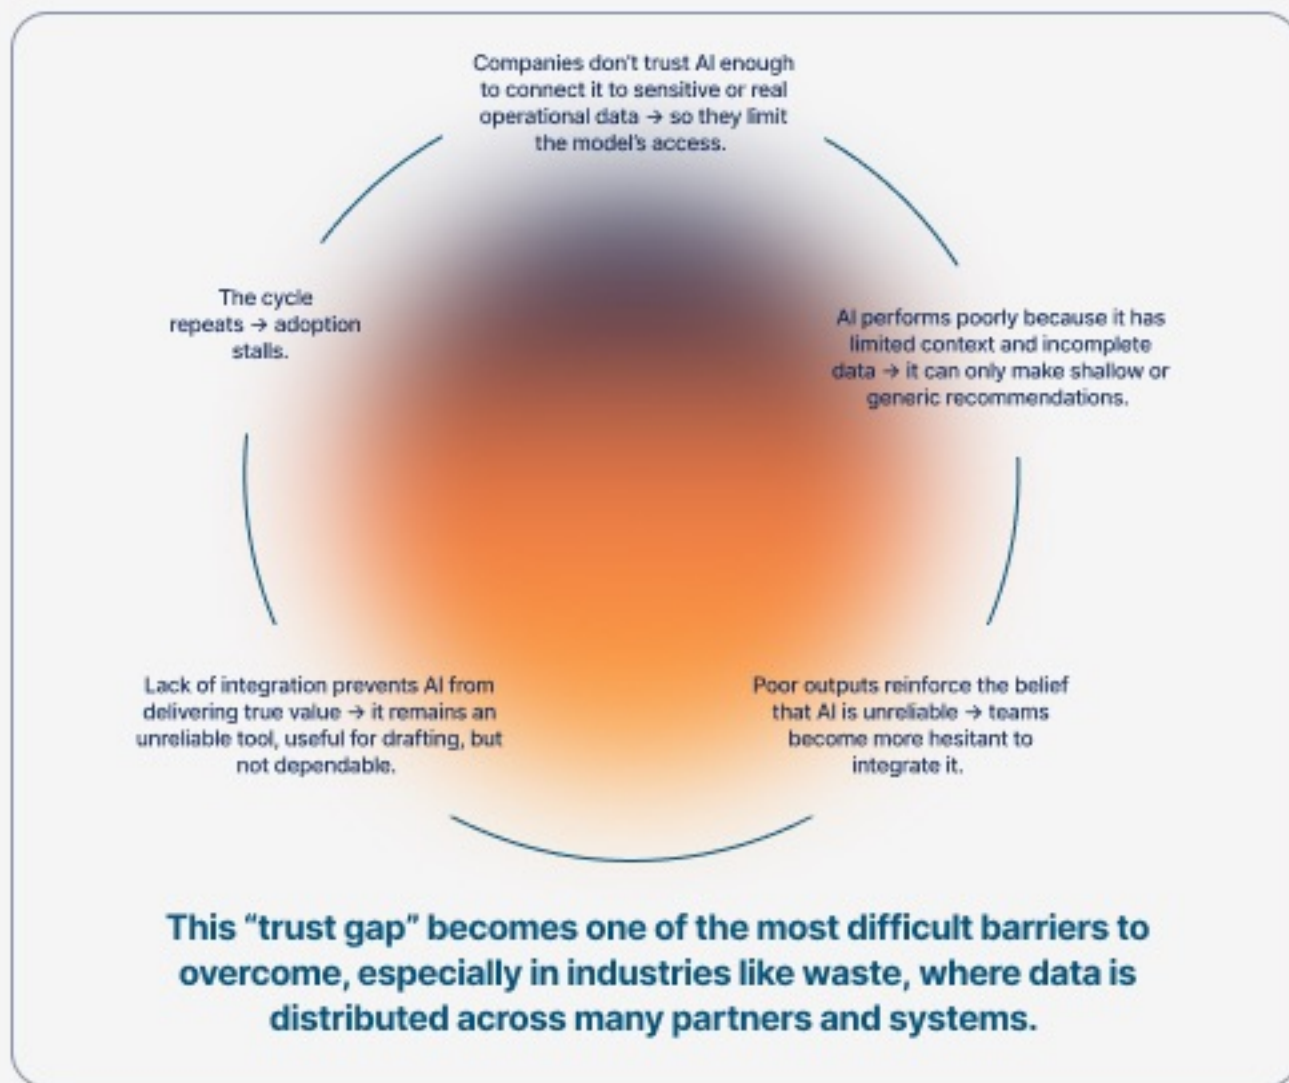 Companies don't trust AI enough
to connect it to sensitive or real
operational data → so they limit
the model's access.
AI performs poorly because it has
limited context and incomplete
data → it can only make shallow or
generic recommendations.
Poor outputs reinforce the belief
that AI is unreliable → teams
become more hesitant to
integrate it.
Lack of integration prevents AI from
delivering true value → it remains an
unreliable tool, useful for drafting, but
not dependable.
The cycle
repeats → adoption
stalls.
This “trust gap” becomes one of the most difficult barriers to
overcome, especially in industries like waste, where data is
distributed across many partners and systems.